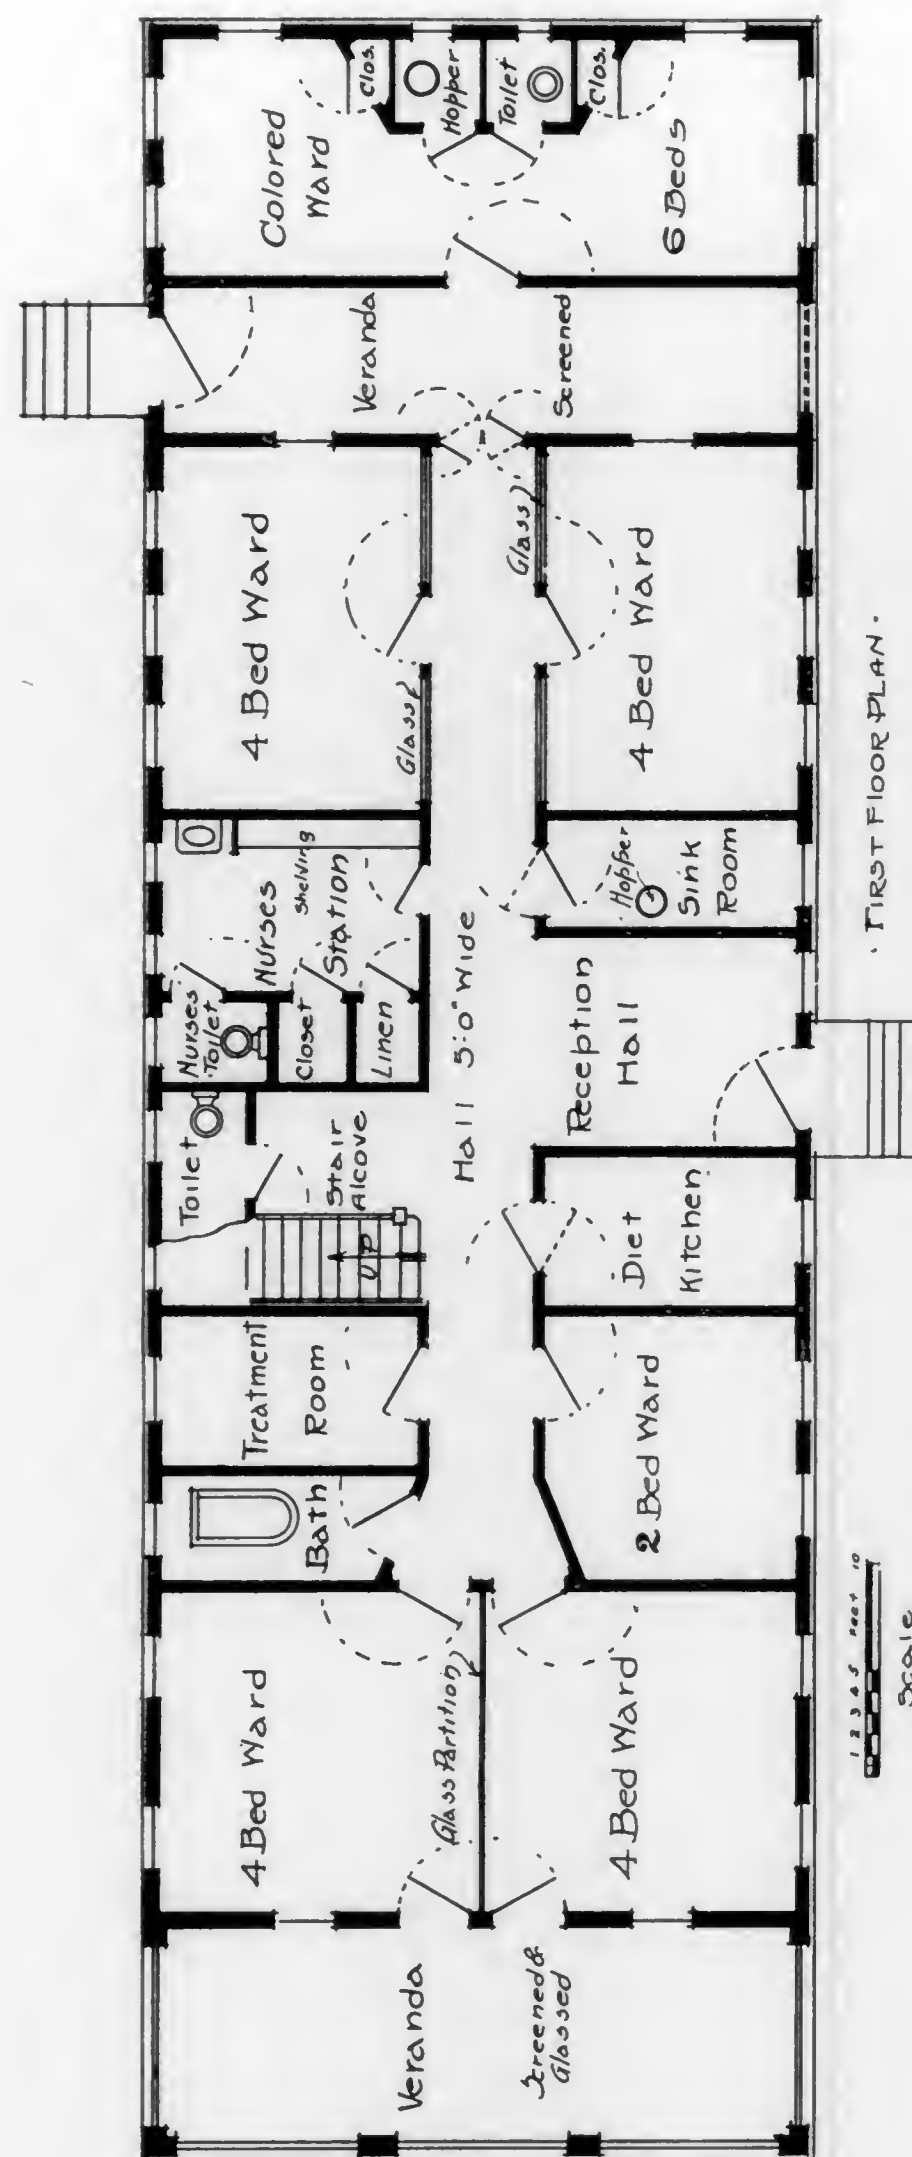 Veranda
Screened &
Glassed
4 Bed Ward
Glass Partition
4 Bed Ward
Bath
2 Bed Ward
Treatment
Room
UP
Stair
Alcove
Toilet
Diet
Kitchen
Hall 5'-0" Wide
Reception
Hall
Nurses
Toilet
Closet
Linen
Nurses
Station
Shelving
Hopper
Sink
Room
4 Bed Ward
Glass
Glass
4 Bed Ward
Veranda
Screened
Colored
Ward
6 Beds
Clos.
Hopper
Toilet
Clos.
1 2 3 4 5 Feet 10
Scale
· FIRST FLOOR PLAN ·